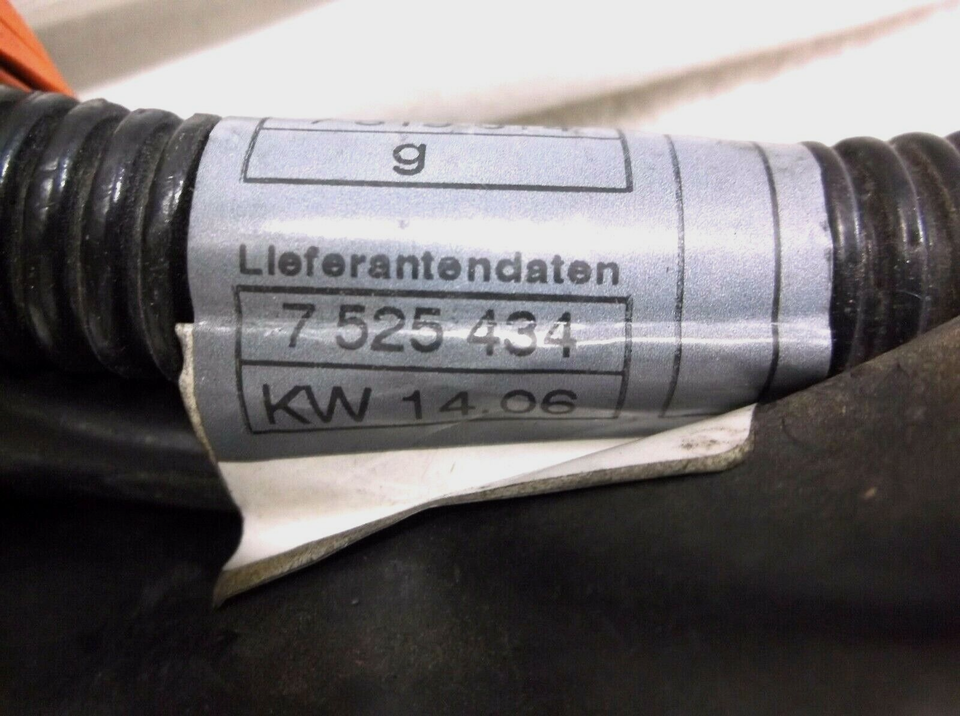 g
Lieferantendaten
7 525 434
KW 14.06